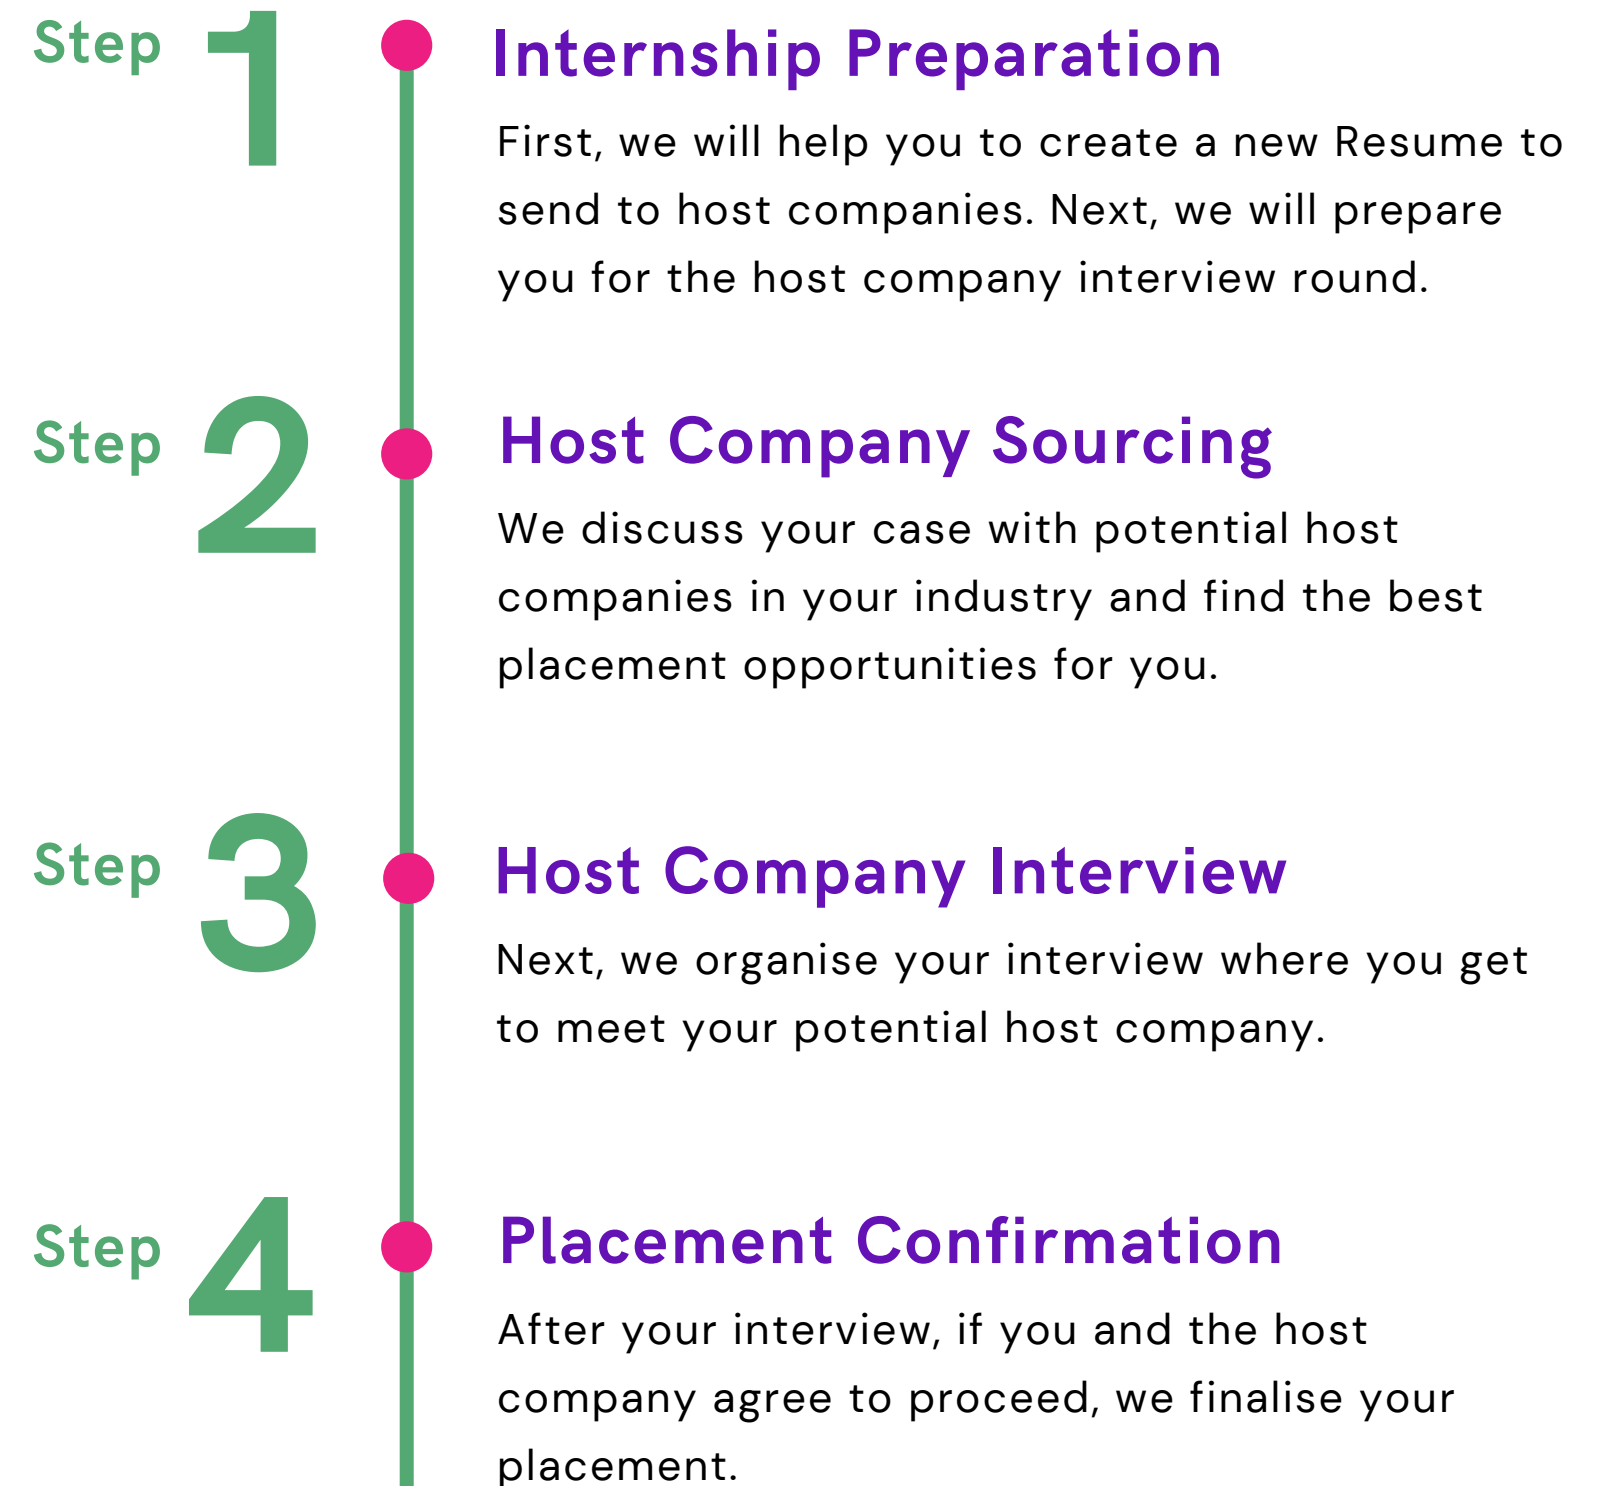 Step 1
Internship Preparation
First, we will help you to create a new Resume to
send to host companies. Next, we will prepare
you for the host company interview round.
Step 2
Host Company Sourcing
We discuss your case with potential host
companies in your industry and find the best
placement opportunities for you.
Step 3
Host Company Interview
Next, we organise your interview where you get
to meet your potential host company.
Step 4
Placement Confirmation
After your interview, if you and the host
company agree to proceed, we finalise your
placement.